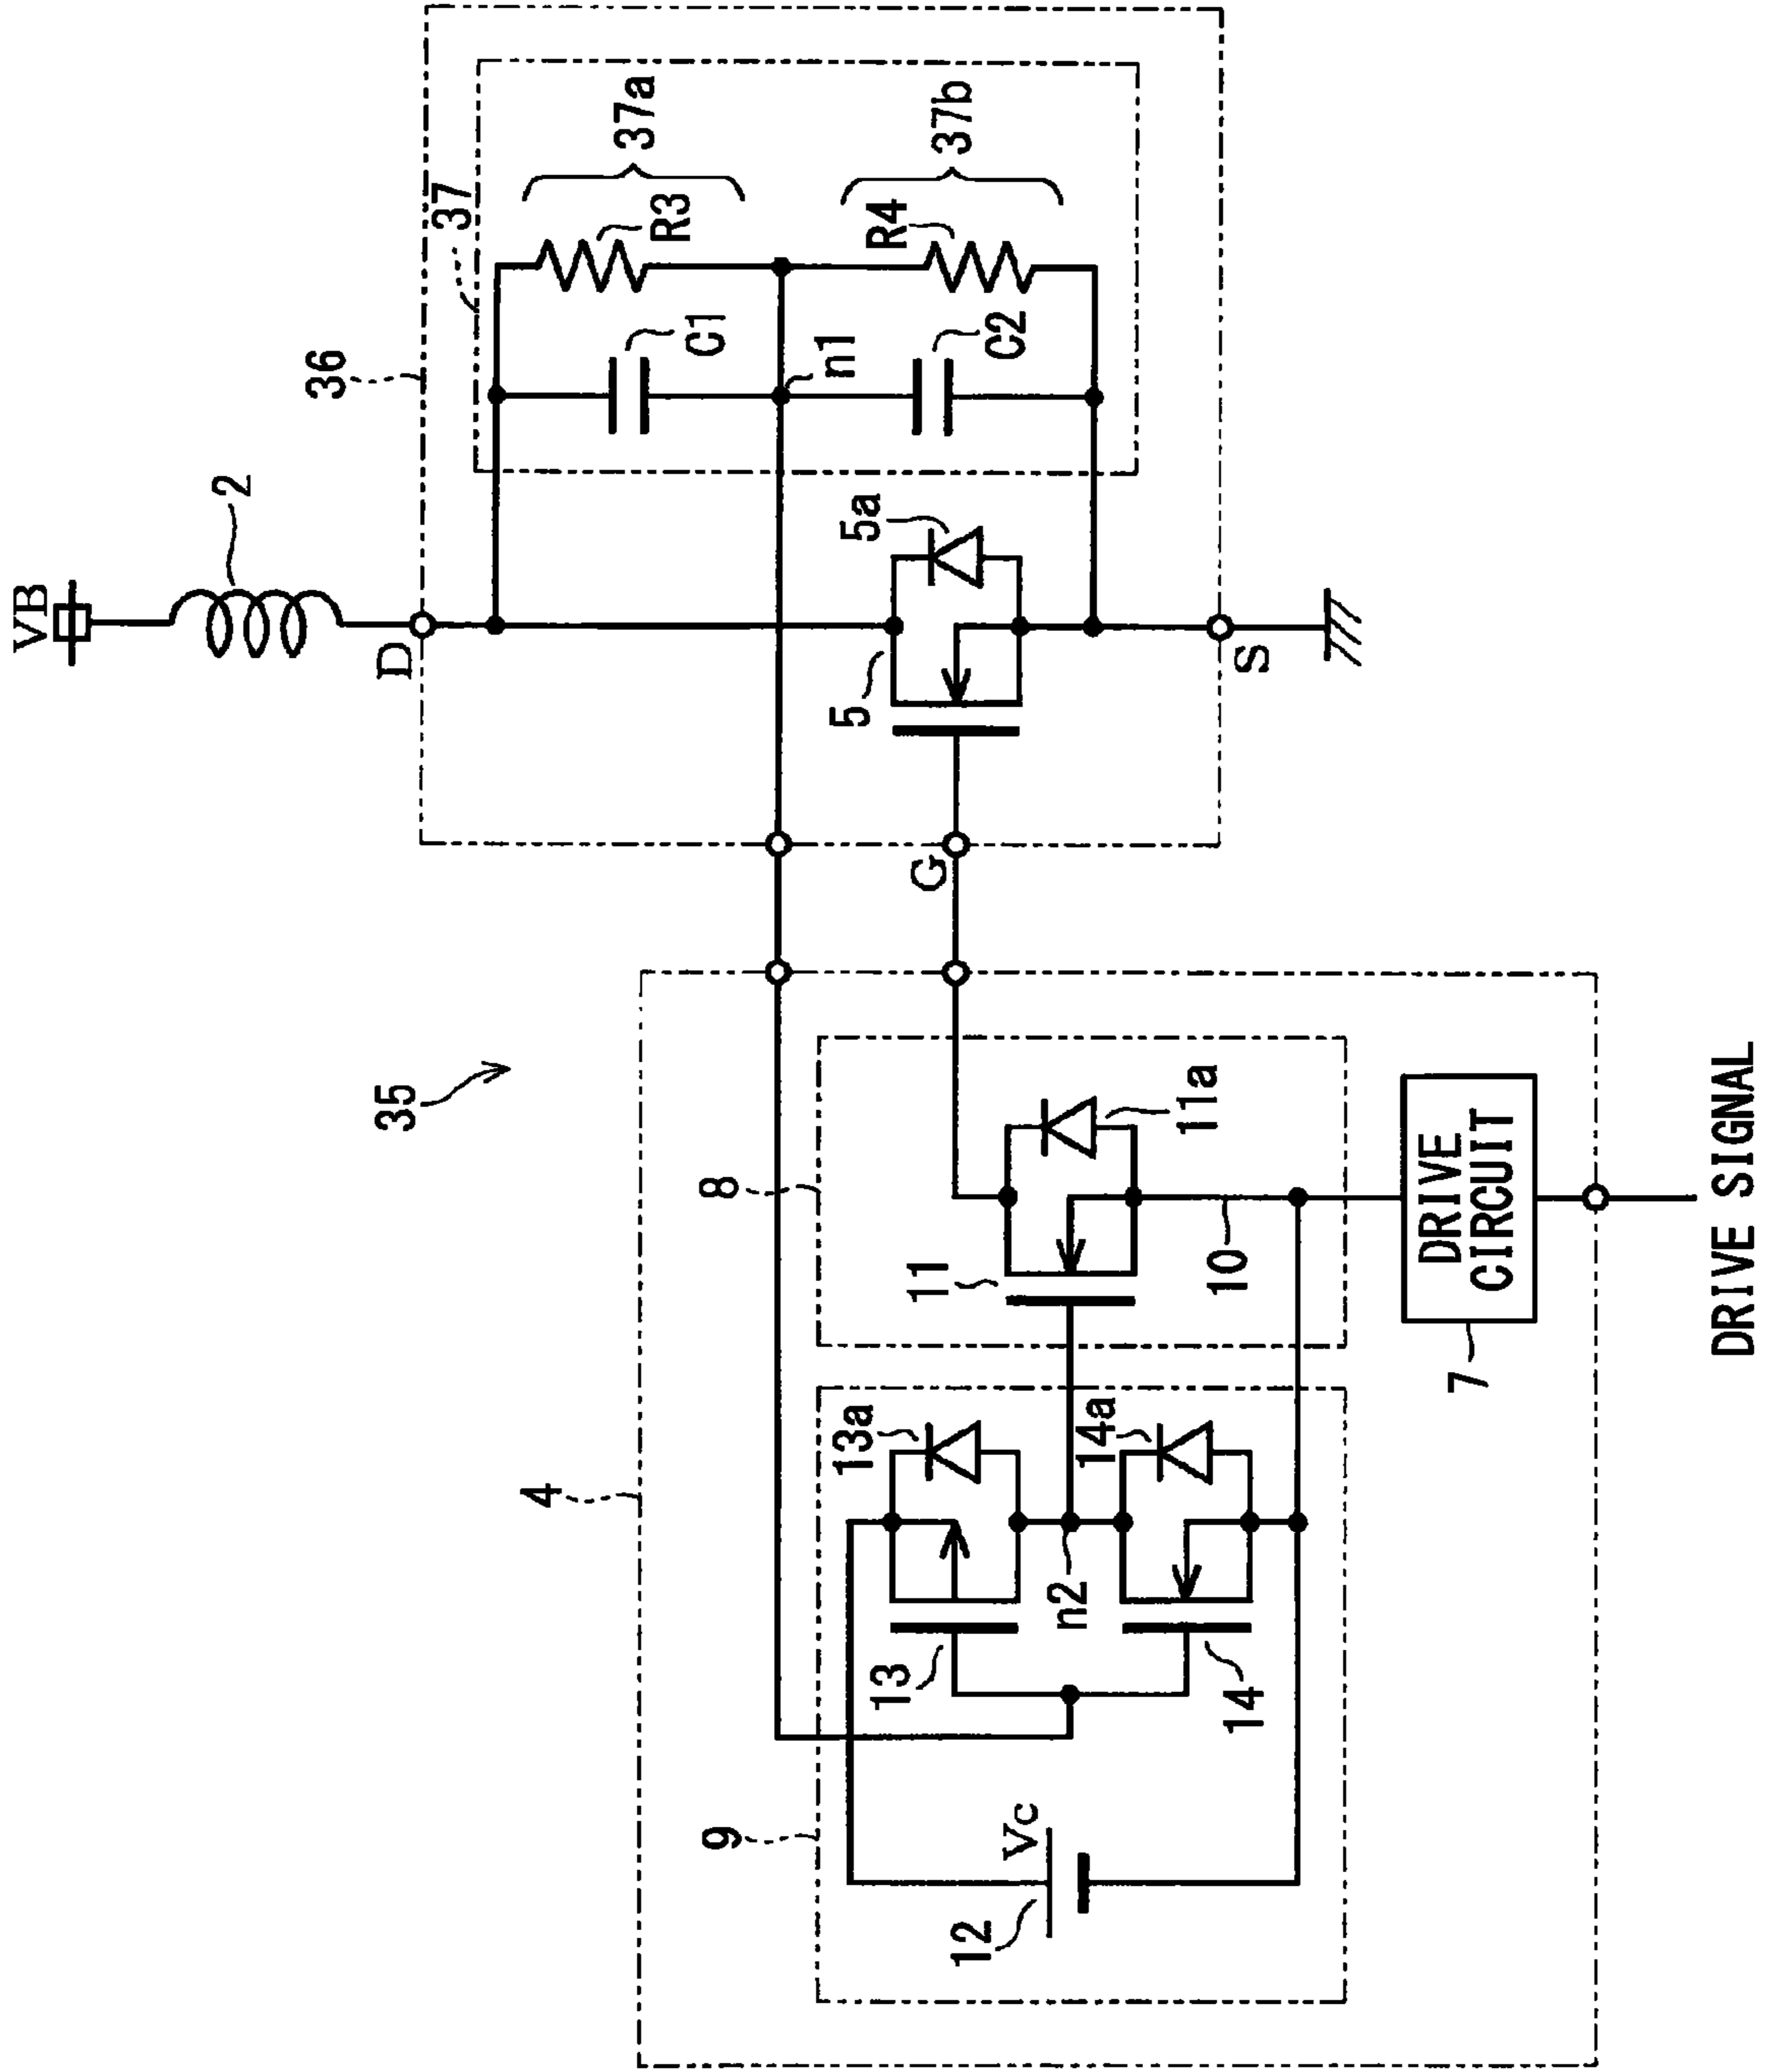 VB
2
D
36
37
37a
R3
C1
n1
37b
R4
C2
5a
5
S
G
35
4
8
11a
11
10
DRIVE
CIRCUIT
7
DRIVE SIGNAL
9
13a
13
n2
14a
14
Vc
12